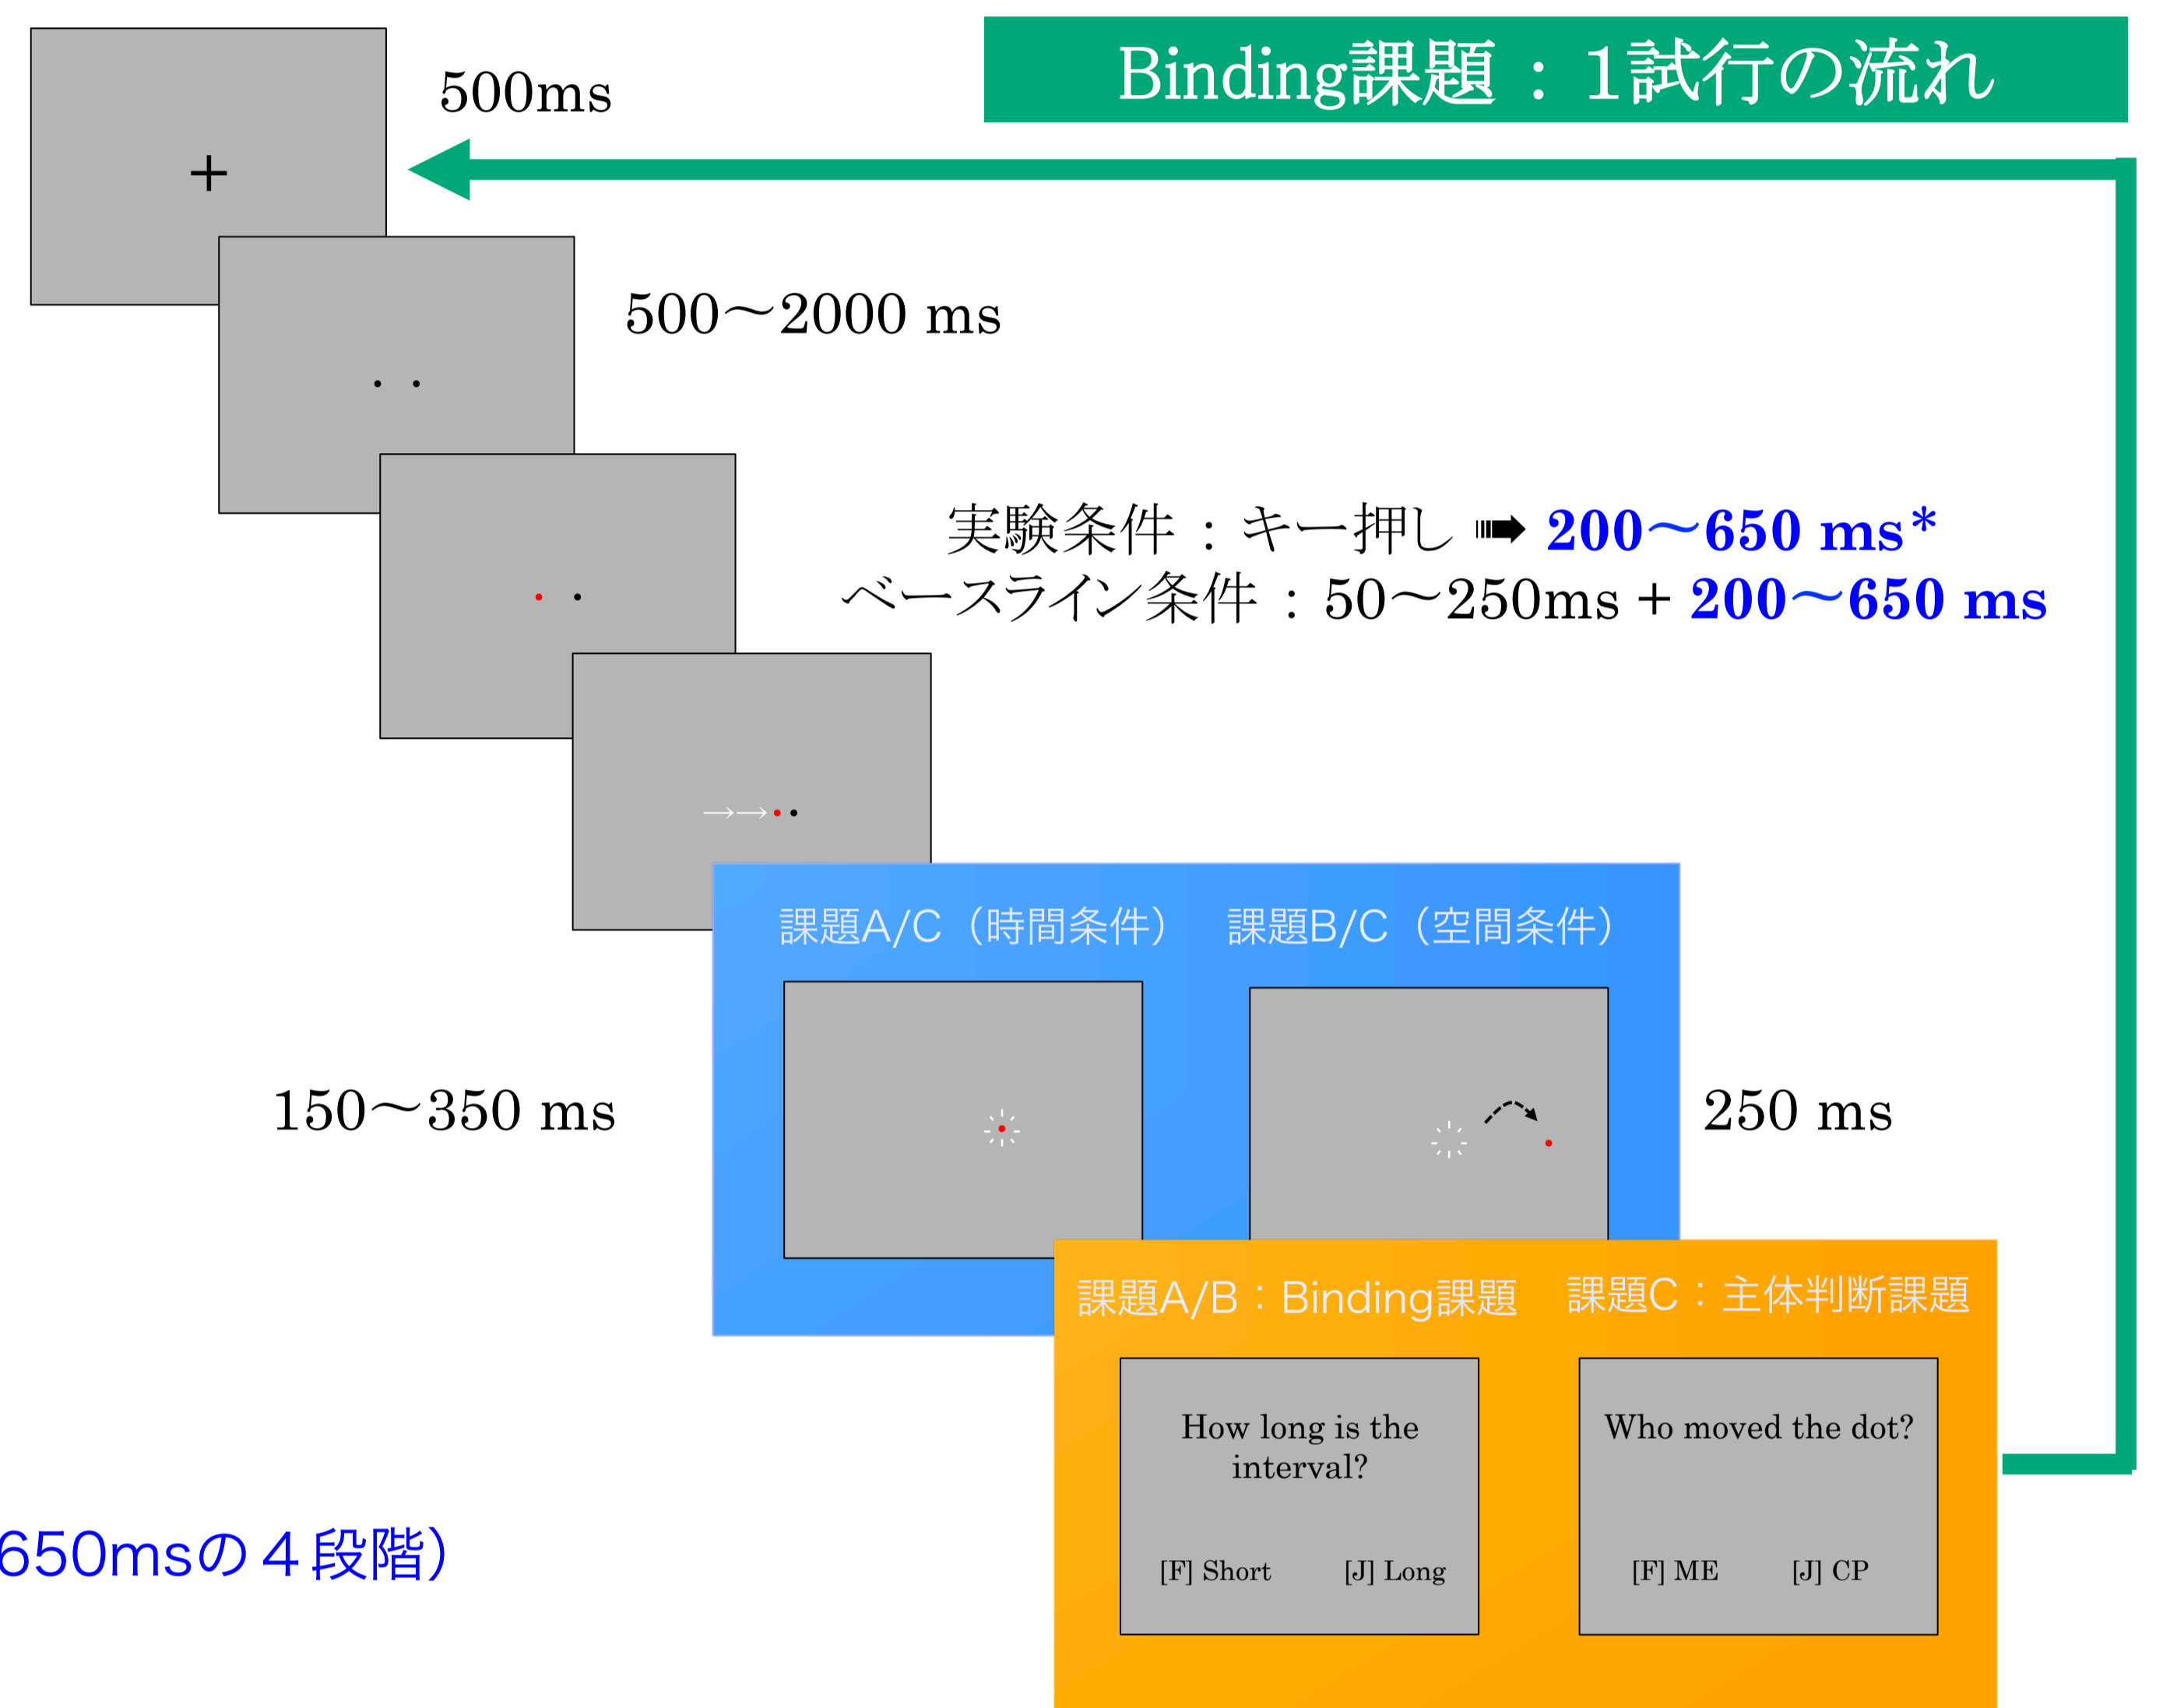 Binding課題：1試行の流れ
500ms
+
500〜2000 ms
実験条件：キー押し ➠ 200〜650 ms*
ベースライン条件：50〜250ms + 200〜650 ms
課題A/C（時間条件）
課題B/C（空間条件）
150〜350 ms
250 ms
課題A/B：Binding課題
課題C：主体判断課題
How long is the
interval?
[F] Short [J] Long
Who moved the dot?
[F] ME [J] CP
650msの４段階）